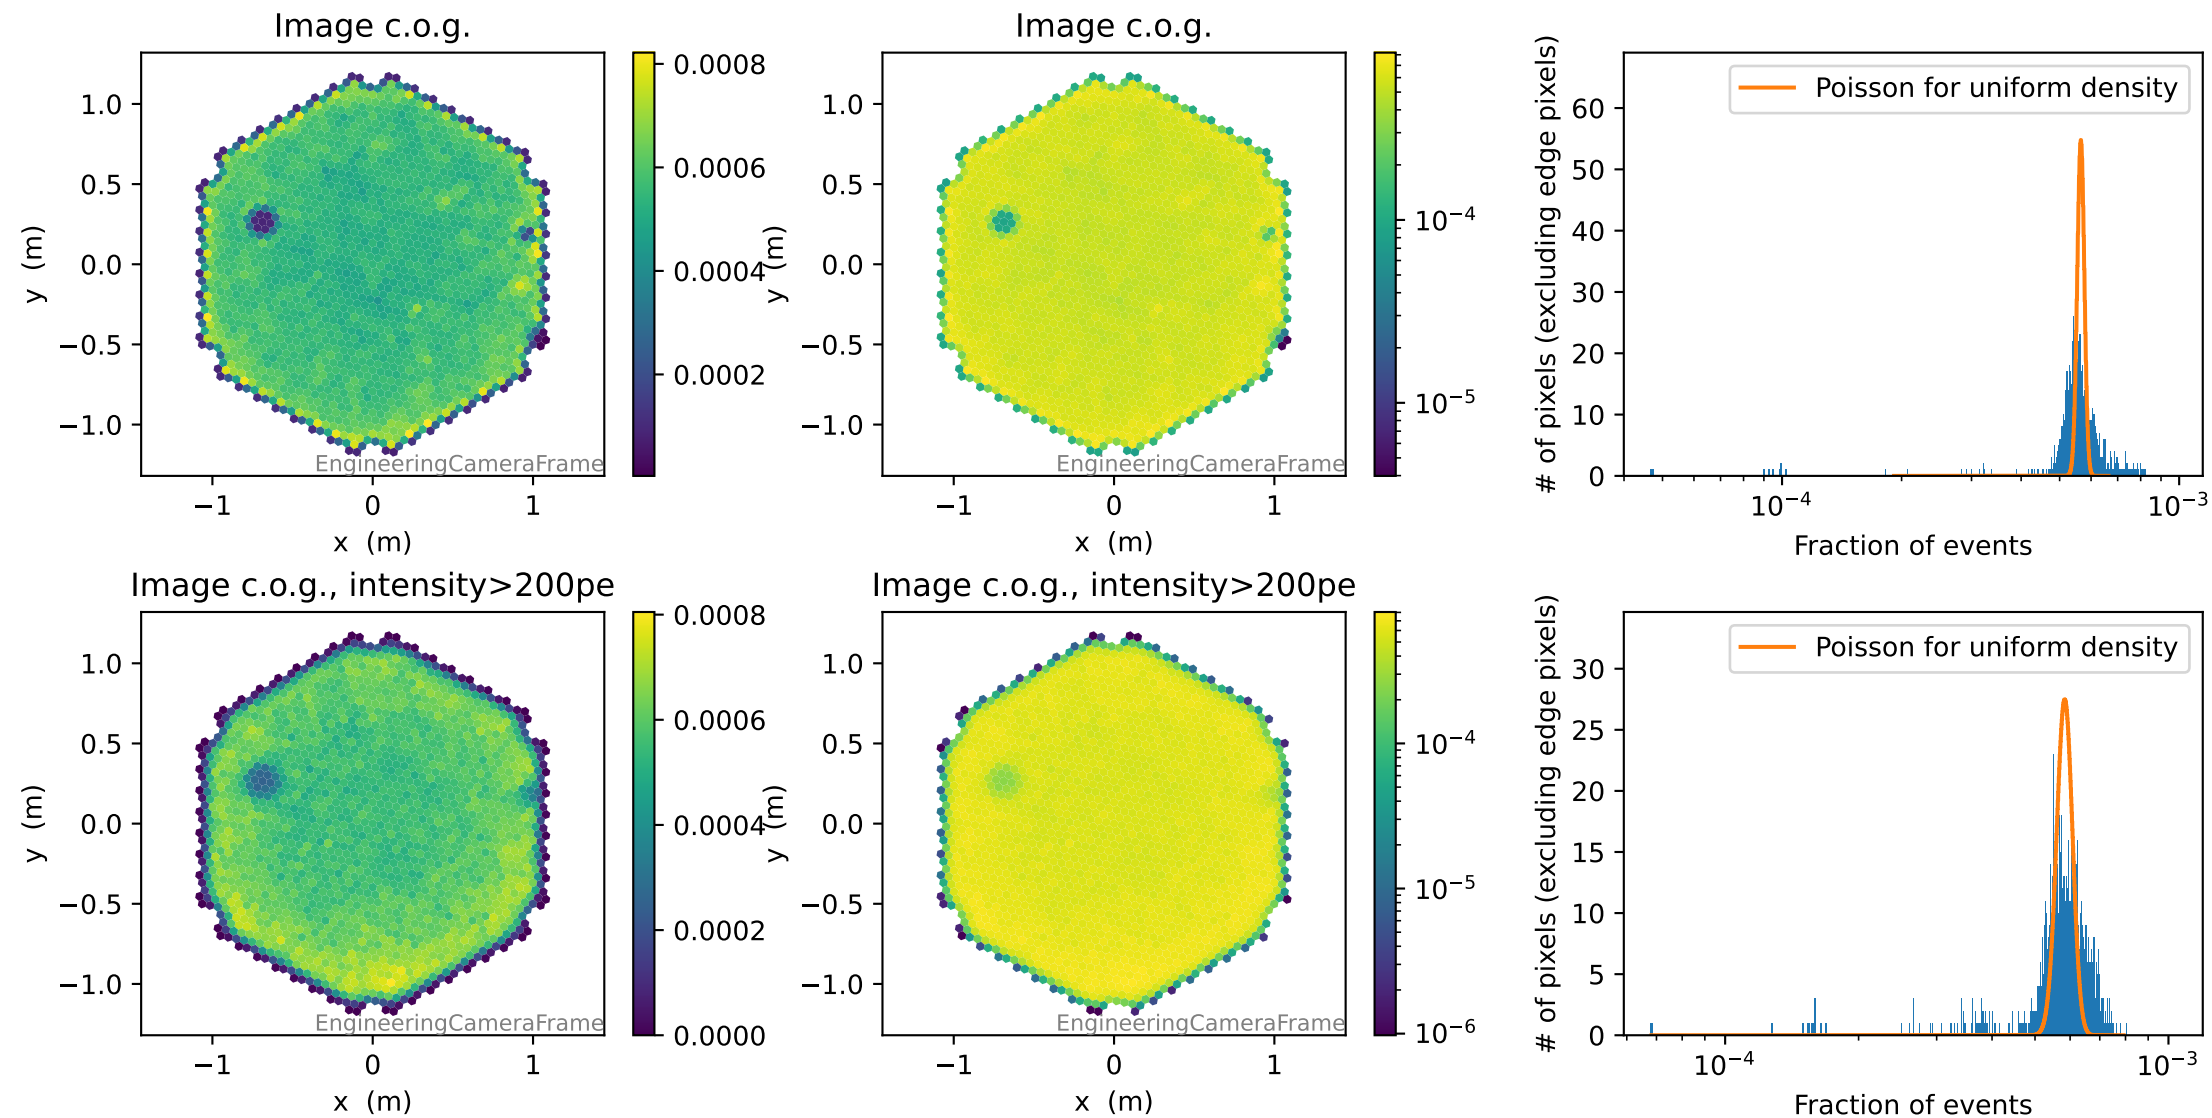 Image c.o.g.
1.0
0.5
0.0
−0.5
−1.0
y (m)
−1
0
1
x (m)
EngineeringCameraFrame
0.0008
0.0006
0.0004
0.0002
Image c.o.g.
1.0
0.5
0.0
−0.5
−1.0
y (m)
−1
0
1
x (m)
EngineeringCameraFrame
10⁻⁴
10⁻⁵
Poisson for uniform density
# of pixels (excluding edge pixels)
60
50
40
30
20
10
0
10⁻⁴
10⁻³
Fraction of events
Image c.o.g., intensity>200pe
1.0
0.5
0.0
−0.5
−1.0
y (m)
−1
0
1
x (m)
EngineeringCameraFrame
0.0008
0.0006
0.0004
0.0002
0.0000
Image c.o.g., intensity>200pe
1.0
0.5
0.0
−0.5
−1.0
y (m)
−1
0
1
x (m)
EngineeringCameraFrame
10⁻⁴
10⁻⁵
10⁻⁶
Poisson for uniform density
# of pixels (excluding edge pixels)
30
25
20
15
10
5
0
10⁻⁴
10⁻³
Fraction of events